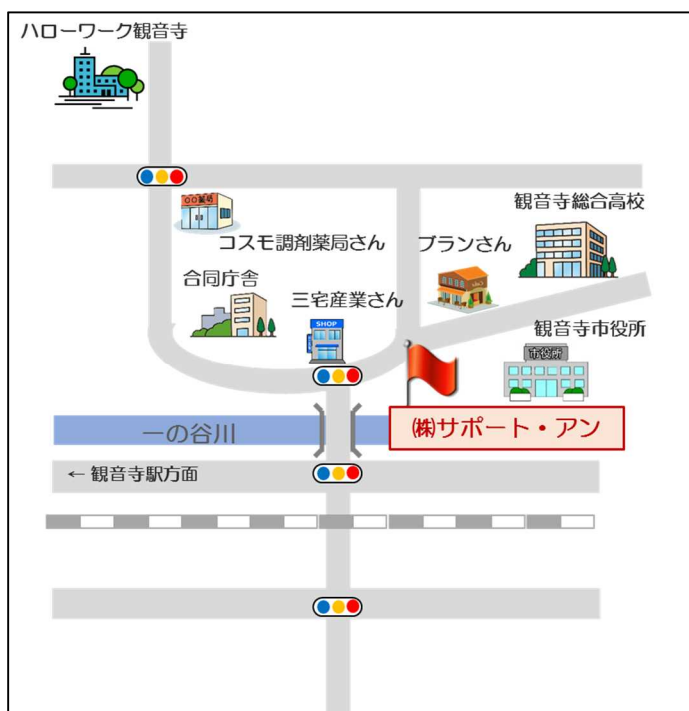 ハローワーク観音寺
〇〇薬局
コスモ調剤薬局さん
ブランさん
観音寺総合高校
合同庁舎
三宅産業さん
SHOP
観音寺市役所
市役所
一の谷川
㈱サポート・アン
← 観音寺駅方面